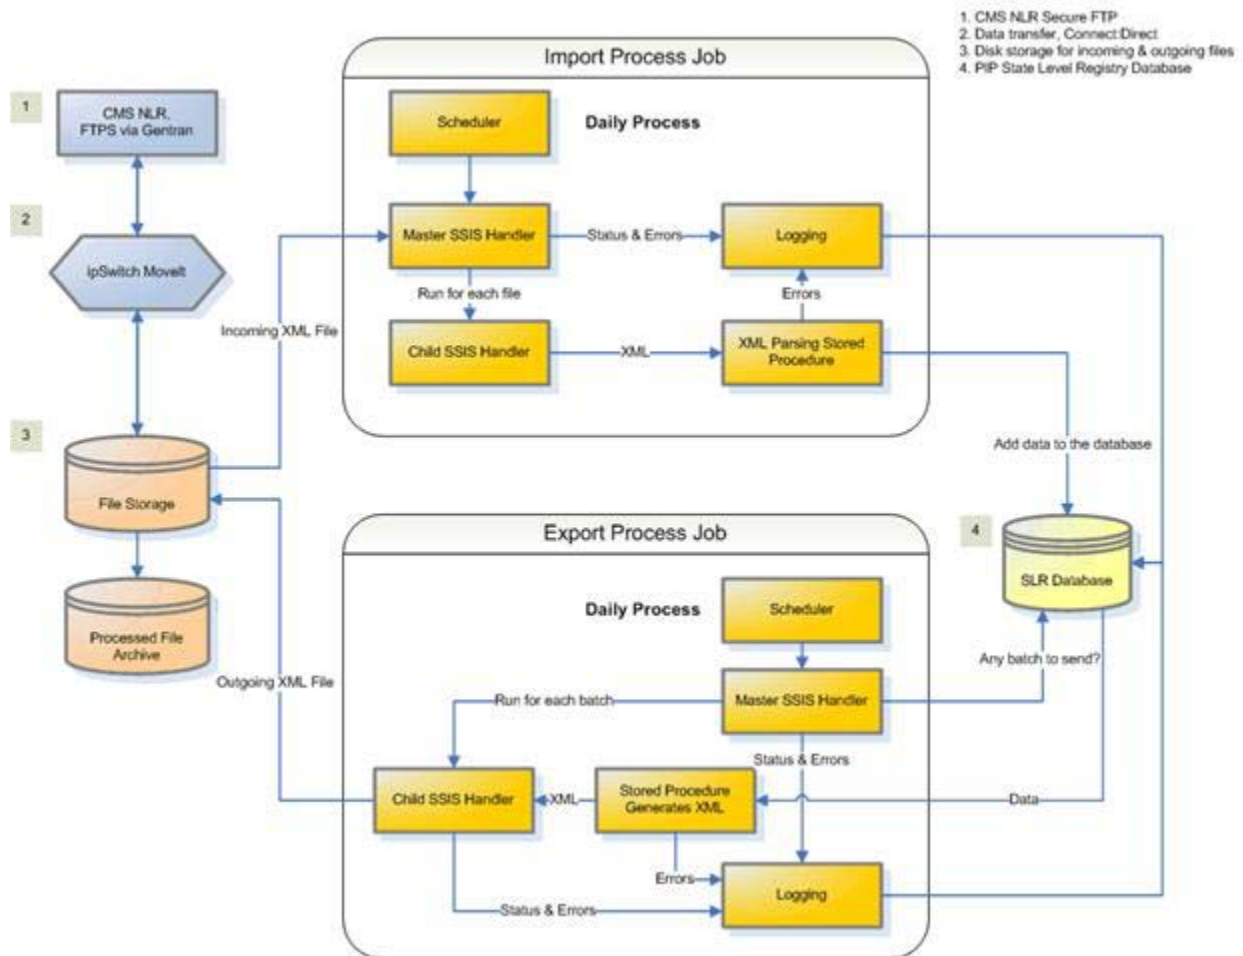 1. CMS NLR Secure FTP
2. Data transfer, Connect:Direct
3. Disk storage for incoming & outgoing files
4. PIP State Level Registry Database
Import Process Job
1
CMS NLR,
FTPS via Gentran
Scheduler
Daily Process
2
ipSwitch MoveIt
Master SSIS Handler
Status & Errors
Logging
Run for each file
Errors
Incoming XML File
Child SSIS Handler
XML
XML Parsing Stored
Procedure
3
File Storage
Add data to the database
Export Process Job
4
SLR Database
Processed File
Archive
Daily Process
Scheduler
Any batch to send?
Outgoing XML File
Run for each batch
Master SSIS Handler
Status & Errors
Child SSIS Handler
XML
Stored Procedure
Generates XML
Data
Errors
Logging
Status & Errors